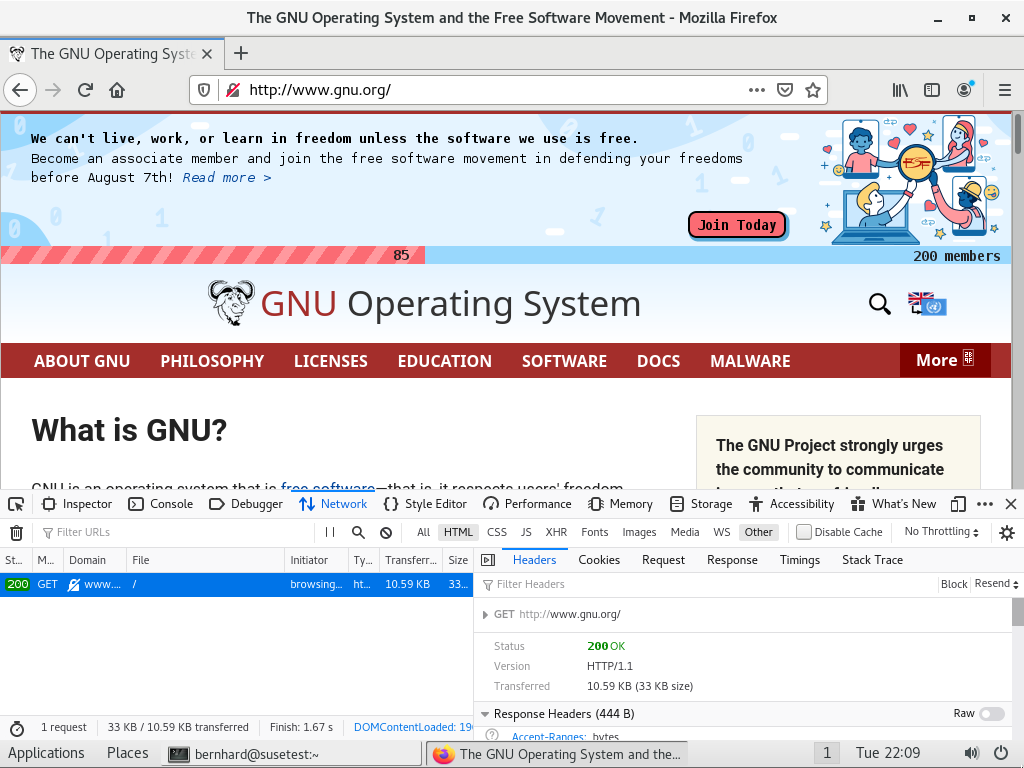 The GNU Operating System and the Free Software Movement - Mozilla Firefox
The GNU Operating Syste
http://www.gnu.org/
We can't live, work, or learn in freedom unless the software we use is free.
Become an associate member and join the free software movement in defending your freedoms
before August 7th! Read more >
FSF
Join Today
85
200 members
GNU Operating System
ABOUT GNU PHILOSOPHY LICENSES EDUCATION SOFTWARE DOCS MALWARE More
What is GNU?
GNU is an operating system that is free software—that is, it respects users' freedom.
The GNU Project strongly urges
the community to communicate
Inspector Console Debugger Network Style Editor Performance Memory Storage Accessibility What's New
Filter URLs All HTML CSS JS XHR Fonts Images Media WS Other Disable Cache No Throttling
St... M... Domain File Initiator Ty... Transferr... Size
200 GET www.... / browsing... ht... 10.59 KB 33...
Headers Cookies Request Response Timings Stack Trace
Filter Headers Block Resend
GET http://www.gnu.org/
Status 200 OK
Version HTTP/1.1
Transferred 10.59 KB (33 KB size)
Response Headers (444 B) Raw
Accept-Ranges: bytes
1 request 33 KB / 10.59 KB transferred Finish: 1.67 s DOMContentLoaded: 190
Applications Places bernhard@susetest:~ The GNU Operating System and the... 1 Tue 22:09